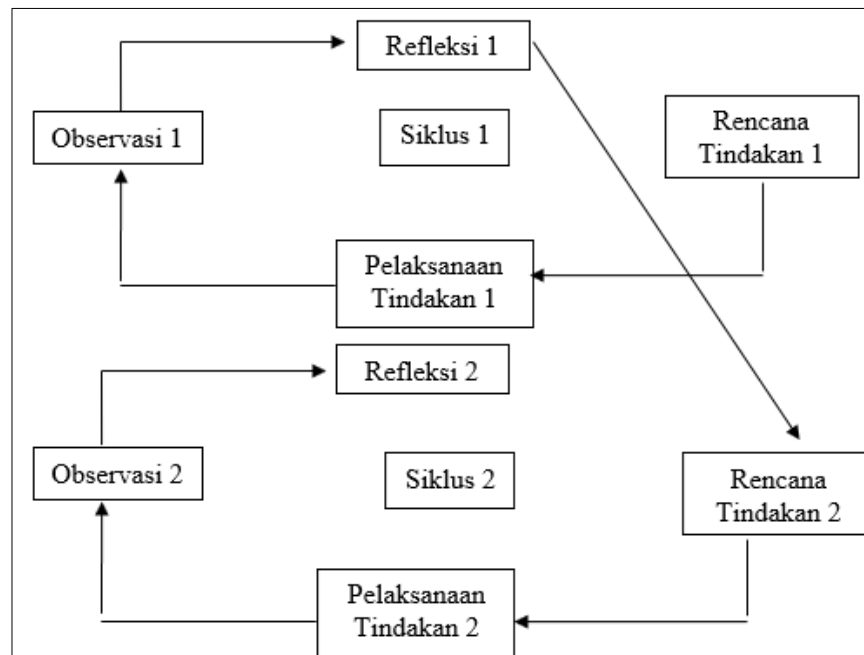 Refleksi 1
Observasi 1
Siklus 1
Rencana
Tindakan 1
Pelaksanaan
Tindakan 1
Refleksi 2
Observasi 2
Siklus 2
Rencana
Tindakan 2
Pelaksanaan
Tindakan 2